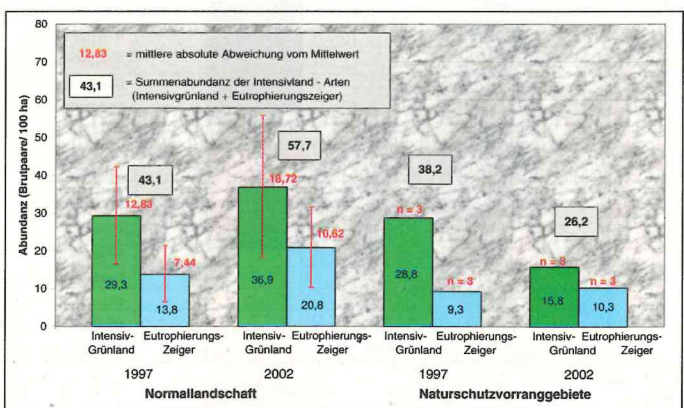 80
70
60
50
40
30
20
10
0
Abundanz (Brutpaare/ 100 ha)
12,83 = mittlere absolute Abweichung vom Mittelwert
43,1 = Summenabundanz der Intensivland - Arten
(Intensivgrünland + Eutrophierungszeiger)
43,1
57,7
38,2
26,2
12,83
7,44
18,72
10,62
n = 3
n = 3
n = 3
n = 3
29,3
13,8
36,9
20,8
28,8
9,3
15,8
10,3
Intensiv- Eutrophierungs- Intensiv- Eutrophierungs- Intensiv- Eutrophierungs- Intensiv- Eutrophierungs-
Grünland Zeiger Grünland Zeiger Grünland Zeiger Grünland Zeiger
1997 2002 1997 2002
Normallandschaft Naturschutzvorranggebiete